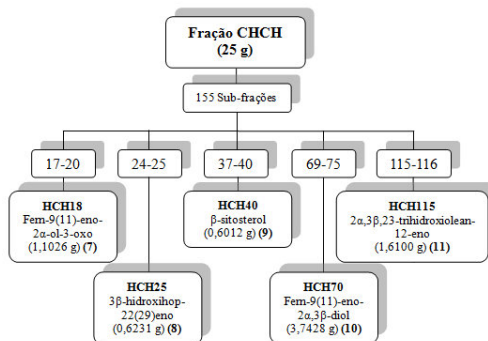 Fração CHCH
(25 g)
155 Sub-frações
17-20
24-25
37-40
69-75
115-116
HCH18
Fern-9(11)-eno-
2α-ol-3-oxo
(1,1026 g) (7)
HCH40
β-sitosterol
(0,6012 g) (9)
HCH115
2α,3β,23-trihidroxiolean-
12-eno
(1,6100 g) (11)
HCH25
3β-hidroxihop-
22(29)eno
(0,6231 g) (8)
HCH70
Fern-9(11)-eno-
2α,3β-diol
(3,7428 g) (10)